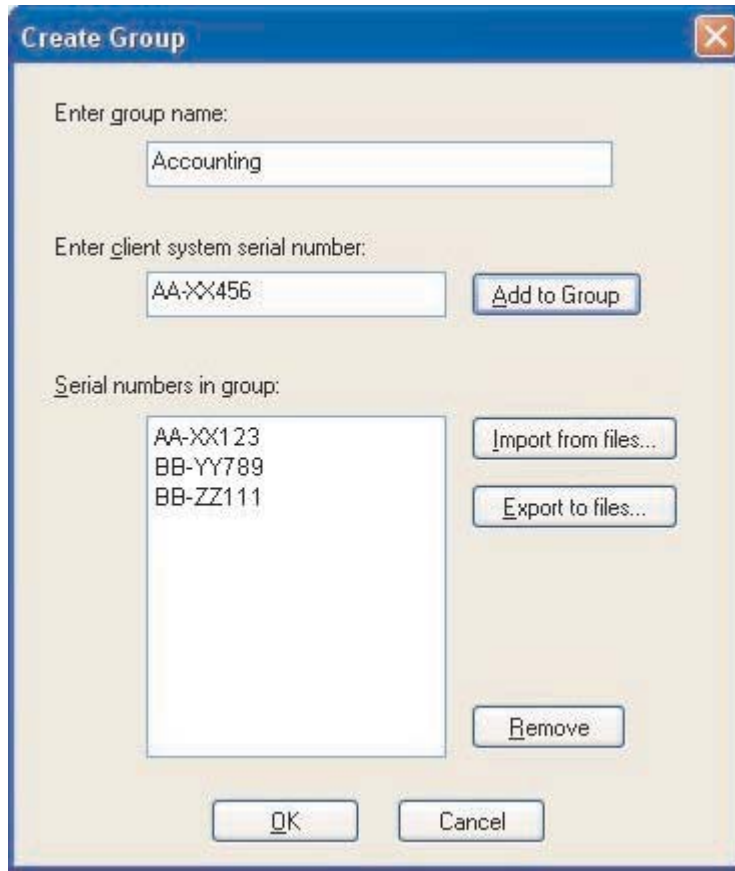 Create Group
Enter group name:
Accounting
Enter client system serial number:
AA-XX456
Add to Group
Serial numbers in group:
AA-XX123
BB-YY789
BB-ZZ111
Import from files...
Export to files...
Remove
OK
Cancel